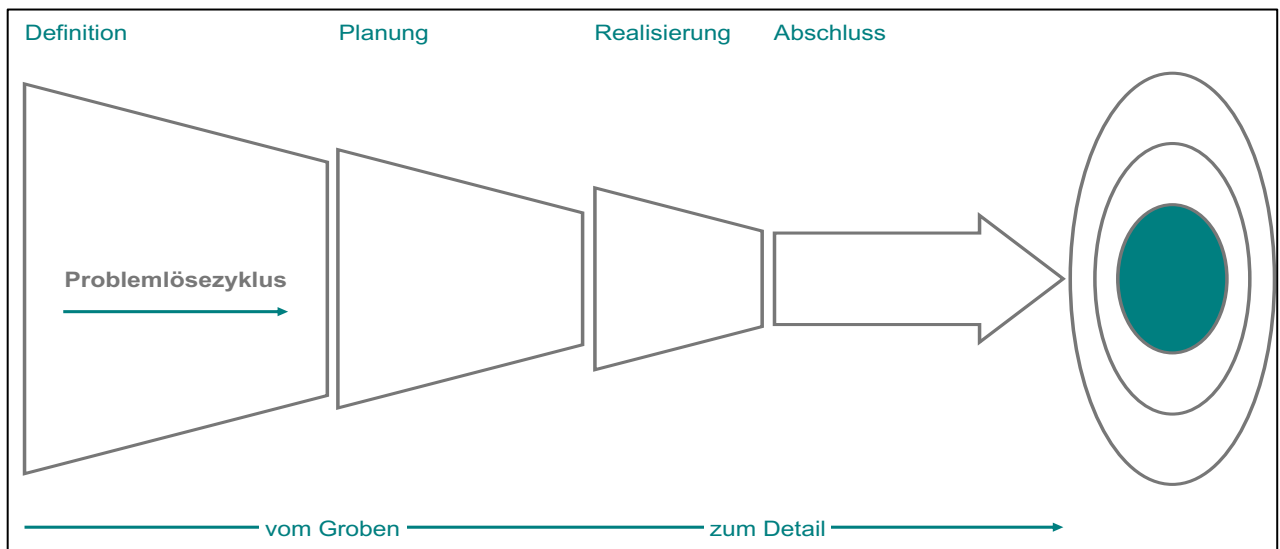 Definition Planung Realisierung Abschluss
Problemlösezyklus
vom Groben zum Detail